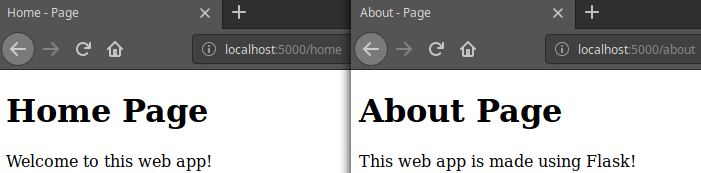 Home - Page
localhost:5000/home
Home Page
Welcome to this web app!
About - Page
localhost:5000/about
About Page
This web app is made using Flask!